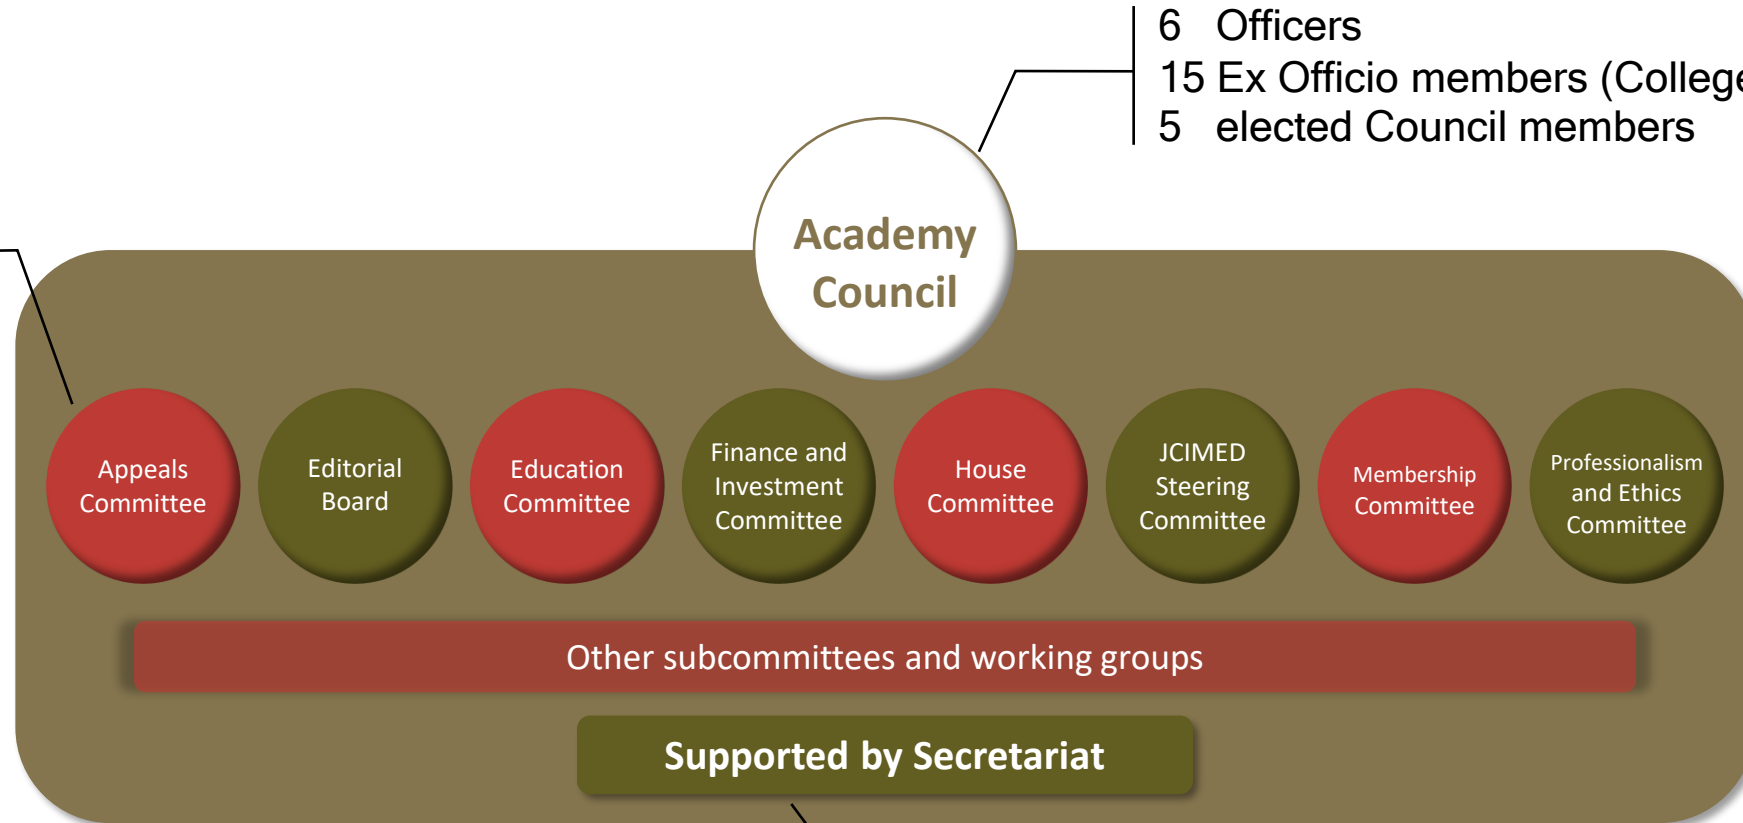 6 Officers
15 Ex Officio members (College
5 elected Council members
Academy
Council
Appeals
Committee
Editorial
Board
Education
Committee
Finance and
Investment
Committee
House
Committee
JCIMED
Steering
Committee
Membership
Committee
Professionalism
and Ethics
Committee
Other subcommittees and working groups
Supported by Secretariat